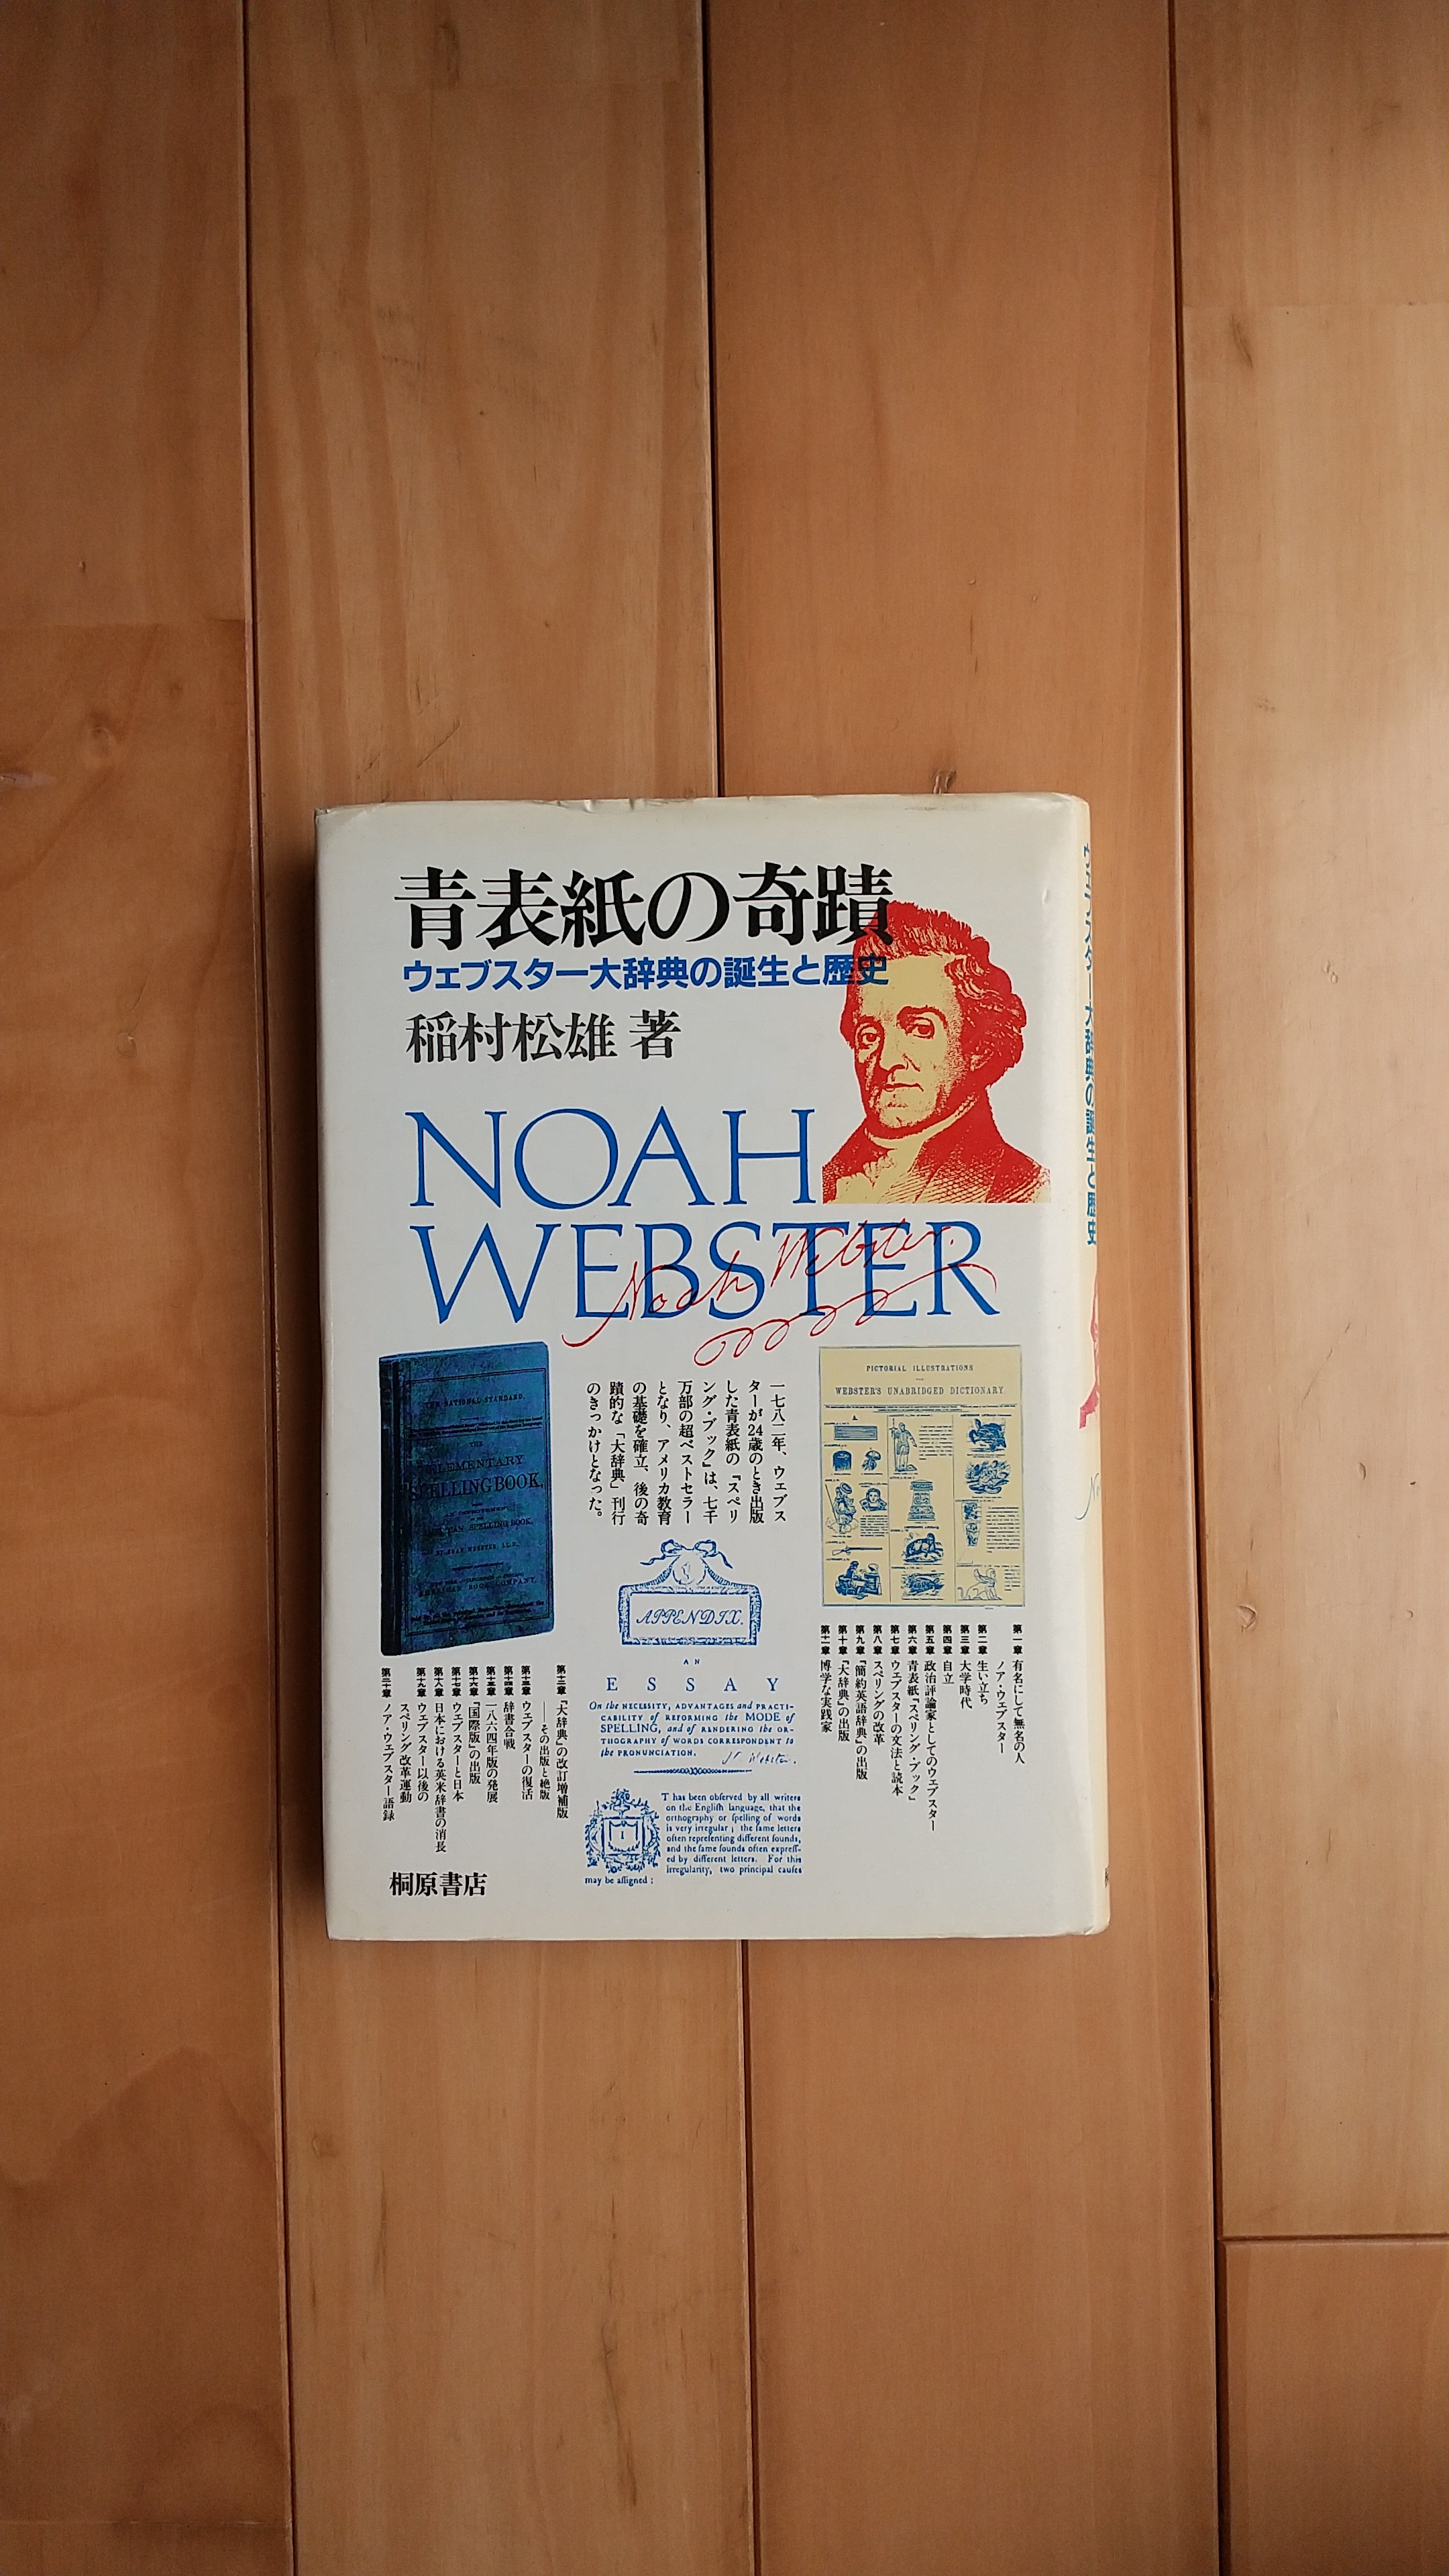 青表紙の奇蹟
ウェブスター大辞典の誕生と歴史
稲村松雄 著
NOAH
WEBSTER
Noah Webster.
THE NATIONAL STANDARD.
THE
ELEMENTARY
SPELLING BOOK,
AMERICAN SPELLING BOOK.
BY NOAH WEBSTER, LL.D.
AMERICAN BOOK COMPANY.
一七八二年、ウェブス
ターが24歳のとき出版
した青表紙の『スペリ
ング・ブック』は、七千
万部の超ベストセラー
となり、アメリカ教育
の基礎を確立、後の奇
蹟的な「大辞典」刊行
のきっかけとなった。
PICTORIAL ILLUSTRATIONS
WEBSTER'S UNABRIDGED DICTIONARY
APPENDIX.
AN
ESSAY
On the NECESSITY, ADVANTAGES and PRACTI-
CABILITY of REFORMING the MODE of
SPELLING, and of RENDERING the OR-
THOGRAPHY of WORDS CORRESPONDENT to
the PRONUNCIATION.
I
T has been obſerved by all writers
on the Engliſh language, that the
orthography or ſpelling of words
is very irregular; the ſame letters
often repreſenting different ſounds,
and the ſame ſounds often expreſſ-
ed by different letters. For this
irregularity, two principal cauſes
may be aſſigned:
第一章 有名にして無名の人
ノア・ウェブスター
第二章 生い立ち
第三章 大学時代
第四章 自立
第五章 政治評論家としてのウェブスター
第六章 青表紙『スペリング・ブック』
第七章 ウェブスターの文法と読本
第八章 スペリングの改革
第九章 『簡約英語辞典』の出版
第十章 『大辞典』の出版
第十一章 博学な実践家
第十二章 『大辞典』の改訂増補版
——その出版と絶版
第十三章 ウェブスターの復活
第十四章 辞書合戦
第十五章 一八六四年版の発展
第十六章 『国際版』の出版
第十七章 ウェブスターと日本
第十八章 日本における英米辞書の消長
第十九章 ウェブスター以後の
スペリング改革運動
第二十章 ノア・ウェブスター語録
桐原書店
ウェブスター大辞典の誕生と歴史